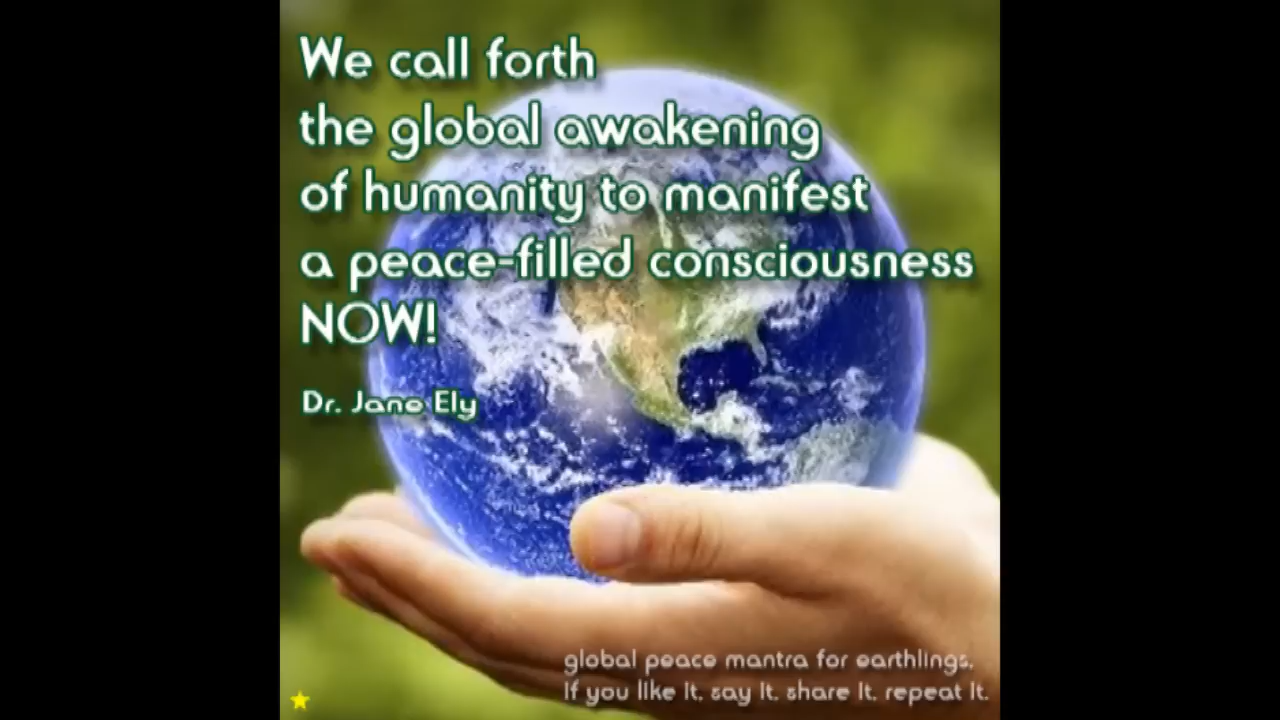 We call forth
the global awakening
of humanity to manifest
a peace-filled consciousness
NOW!
Dr. Jane Ely
global peace mantra for earthlings.
If you like it. say it. share it. repeat it.